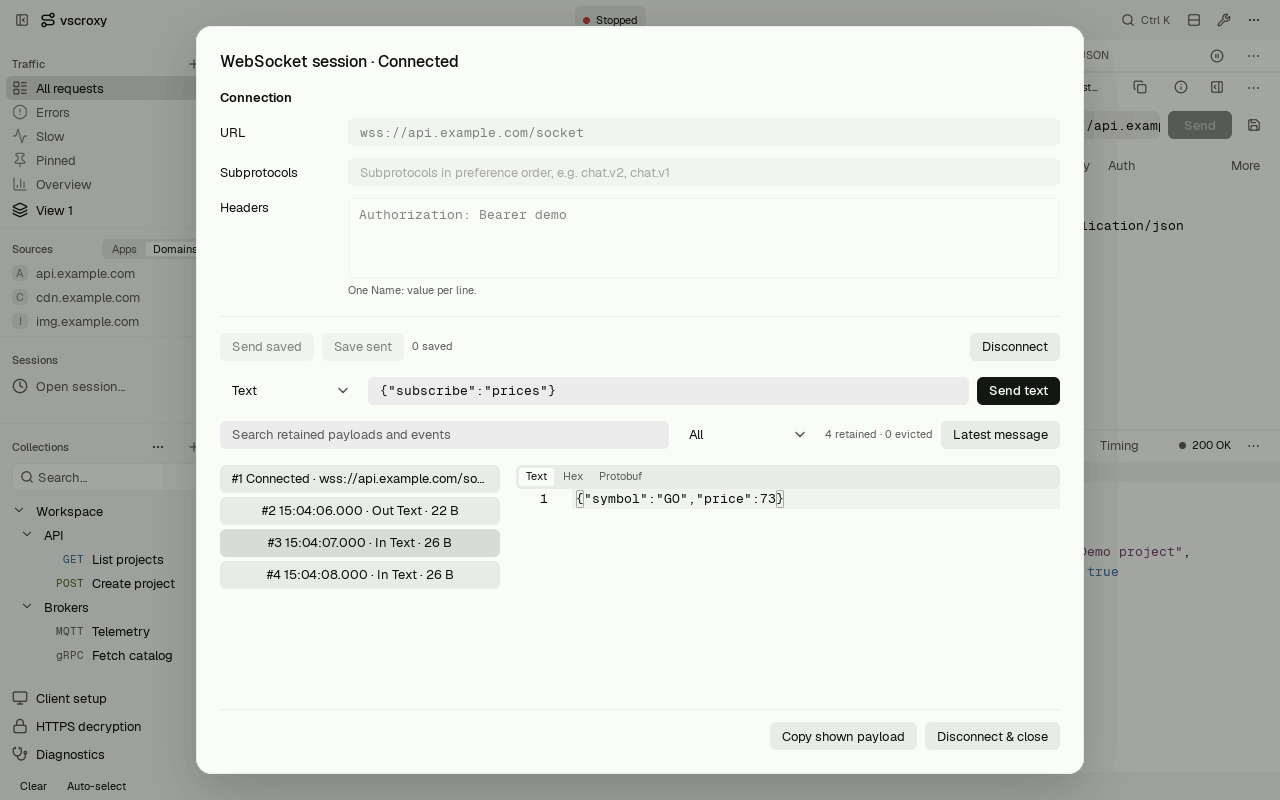 vscroxy
Stopped
Ctrl K
Traffic
All requests
Errors
Slow
Pinned
Overview
View 1
Sources
Apps
Domains
A api.example.com
C cdn.example.com
I img.example.com
Sessions
Open session...
Collections
Search...
Workspace
API
GET List projects
POST Create project
Brokers
MQTT Telemetry
gRPC Fetch catalog
Client setup
HTTPS decryption
Diagnostics
Clear
Auto-select
WebSocket session · Connected
Connection
URL
wss://api.example.com/socket
Subprotocols
Subprotocols in preference order, e.g. chat.v2, chat.v1
Headers
Authorization: Bearer demo
One Name: value per line.
Send saved
Save sent
0 saved
Disconnect
Text
{"subscribe":"prices"}
Send text
Search retained payloads and events
All
4 retained · 0 evicted
Latest message
#1 Connected · wss://api.example.com/so...
#2 15:04:06.000 · Out Text · 22 B
#3 15:04:07.000 · In Text · 26 B
#4 15:04:08.000 · In Text · 26 B
Text
Hex
Protobuf
1 {"symbol":"GO","price":73}
Copy shown payload
Disconnect & close
JSON
st...
/api.examp
Send
y
Auth
More
lication/json
Timing
200 OK
Demo project",
true